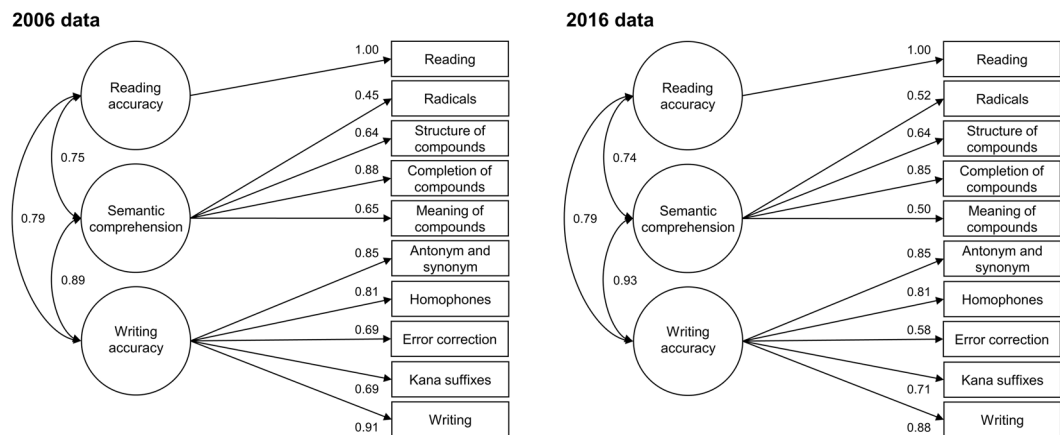 2006 data
Reading
accuracy
Semantic
comprehension
Writing
accuracy
0.75
0.79
0.89
1.00
0.45
0.64
0.88
0.65
0.85
0.81
0.69
0.69
0.91
Reading
Radicals
Structure of
compounds
Completion of
compounds
Meaning of
compounds
Antonym and
synonym
Homophones
Error correction
Kana suffixes
Writing
2016 data
Reading
accuracy
Semantic
comprehension
Writing
accuracy
0.74
0.79
0.93
1.00
0.52
0.64
0.85
0.50
0.85
0.81
0.58
0.71
0.88
Reading
Radicals
Structure of
compounds
Completion of
compounds
Meaning of
compounds
Antonym and
synonym
Homophones
Error correction
Kana suffixes
Writing